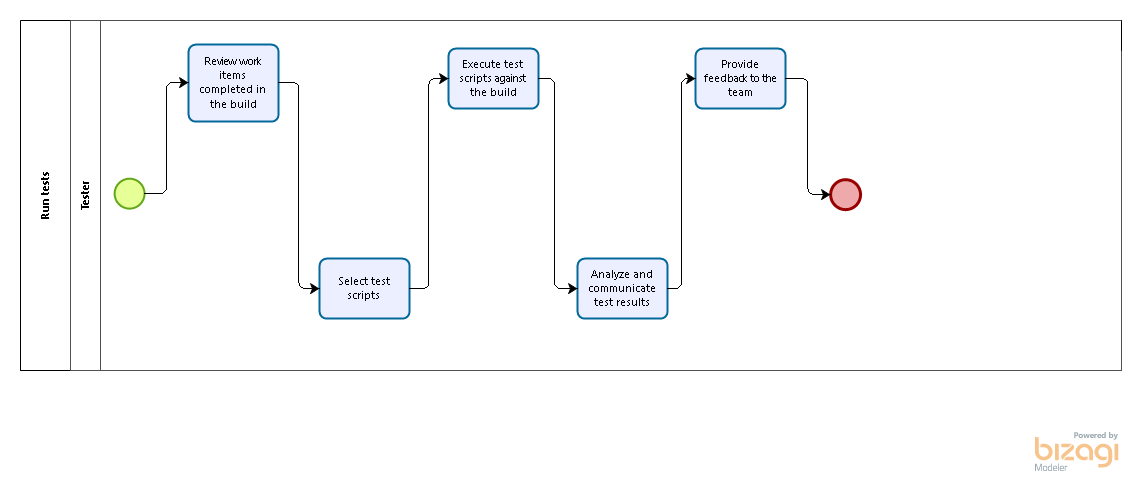 Run tests
Tester
Review work
items
completed in
the build
Select test
scripts
Execute test
scripts against
the build
Analyze and
communicate
test results
Provide
feedback to the
team
Powered by
bizagi
Modeler